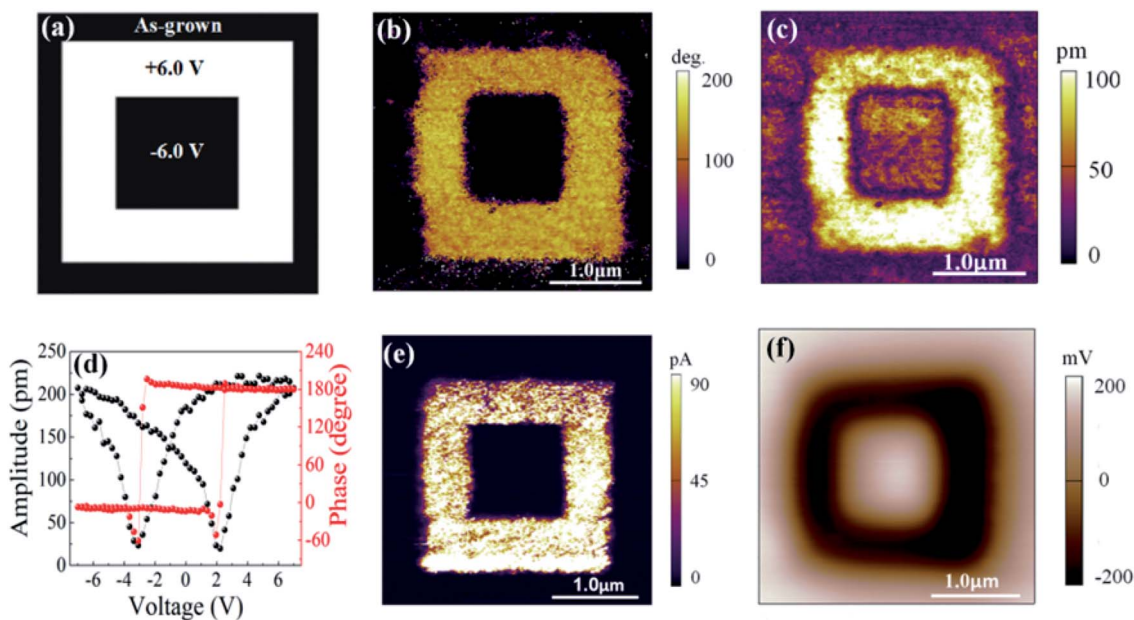 (a)
As-grown
+6.0 V
-6.0 V
(b)
1.0μm
deg.
200
100
0
(c)
1.0μm
pm
100
50
0
(d)
Amplitude (pm)
250
200
150
100
50
0
-6 -4 -2 0 2 4 6
Voltage (V)
240
180
120
60
0
-60
Phase (degree)
(e)
1.0μm
pA
90
45
0
(f)
1.0μm
mV
200
0
-200